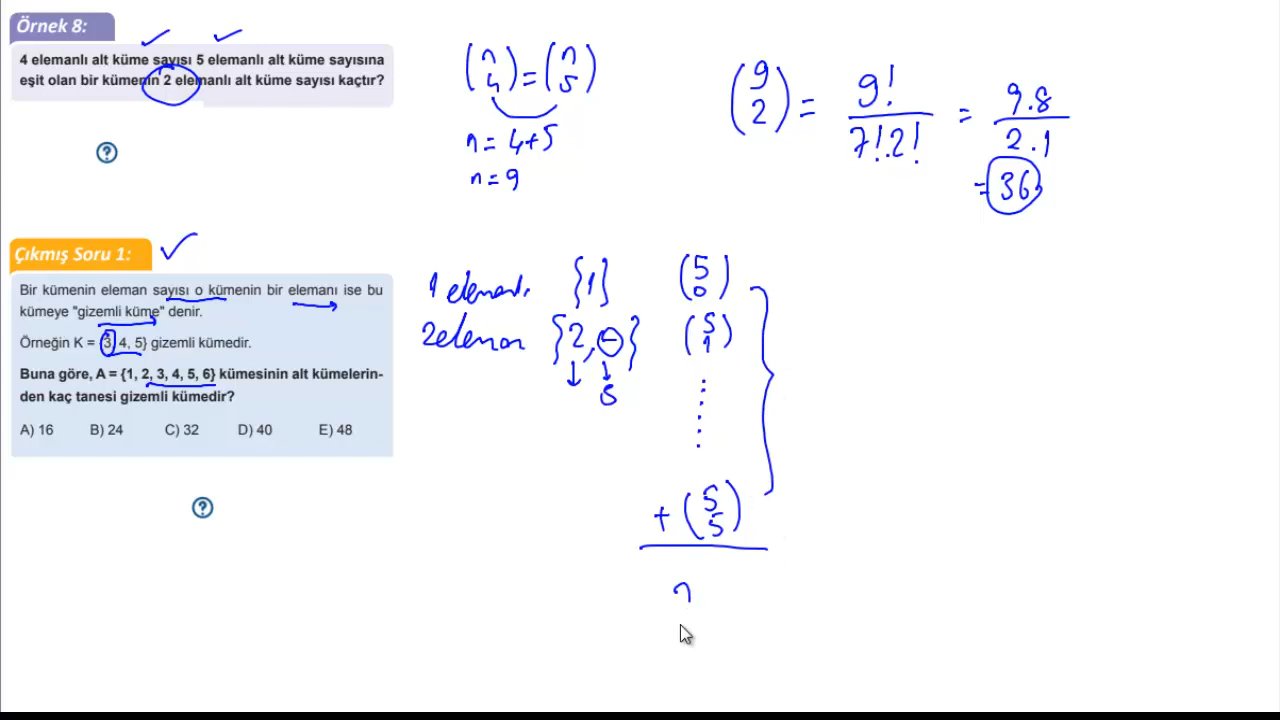 Örnek 8:
4 elemanlı alt küme sayısı 5 elemanlı alt küme sayısına
eşit olan bir kümenin 2 elemanlı alt küme sayısı kaçtır?
(n 4) = (n 5)
n = 4+5
n = 9
(9 2) = 9! / 7!.2! = 9.8 / 2.1
= 36
Çıkmış Soru 1:
Bir kümenin eleman sayısı o kümenin bir elemanı ise bu
kümeye "gizemli küme" denir.
Örneğin K = {3, 4, 5} gizemli kümedir.
Buna göre, A = {1, 2, 3, 4, 5, 6} kümesinin alt kümelerin-
den kaç tanesi gizemli kümedir?
A) 16 B) 24 C) 32 D) 40 E) 48
1 elemanlı {1} (5 0)
2 eleman {2, –} (5 1)
5
+ (5 5)